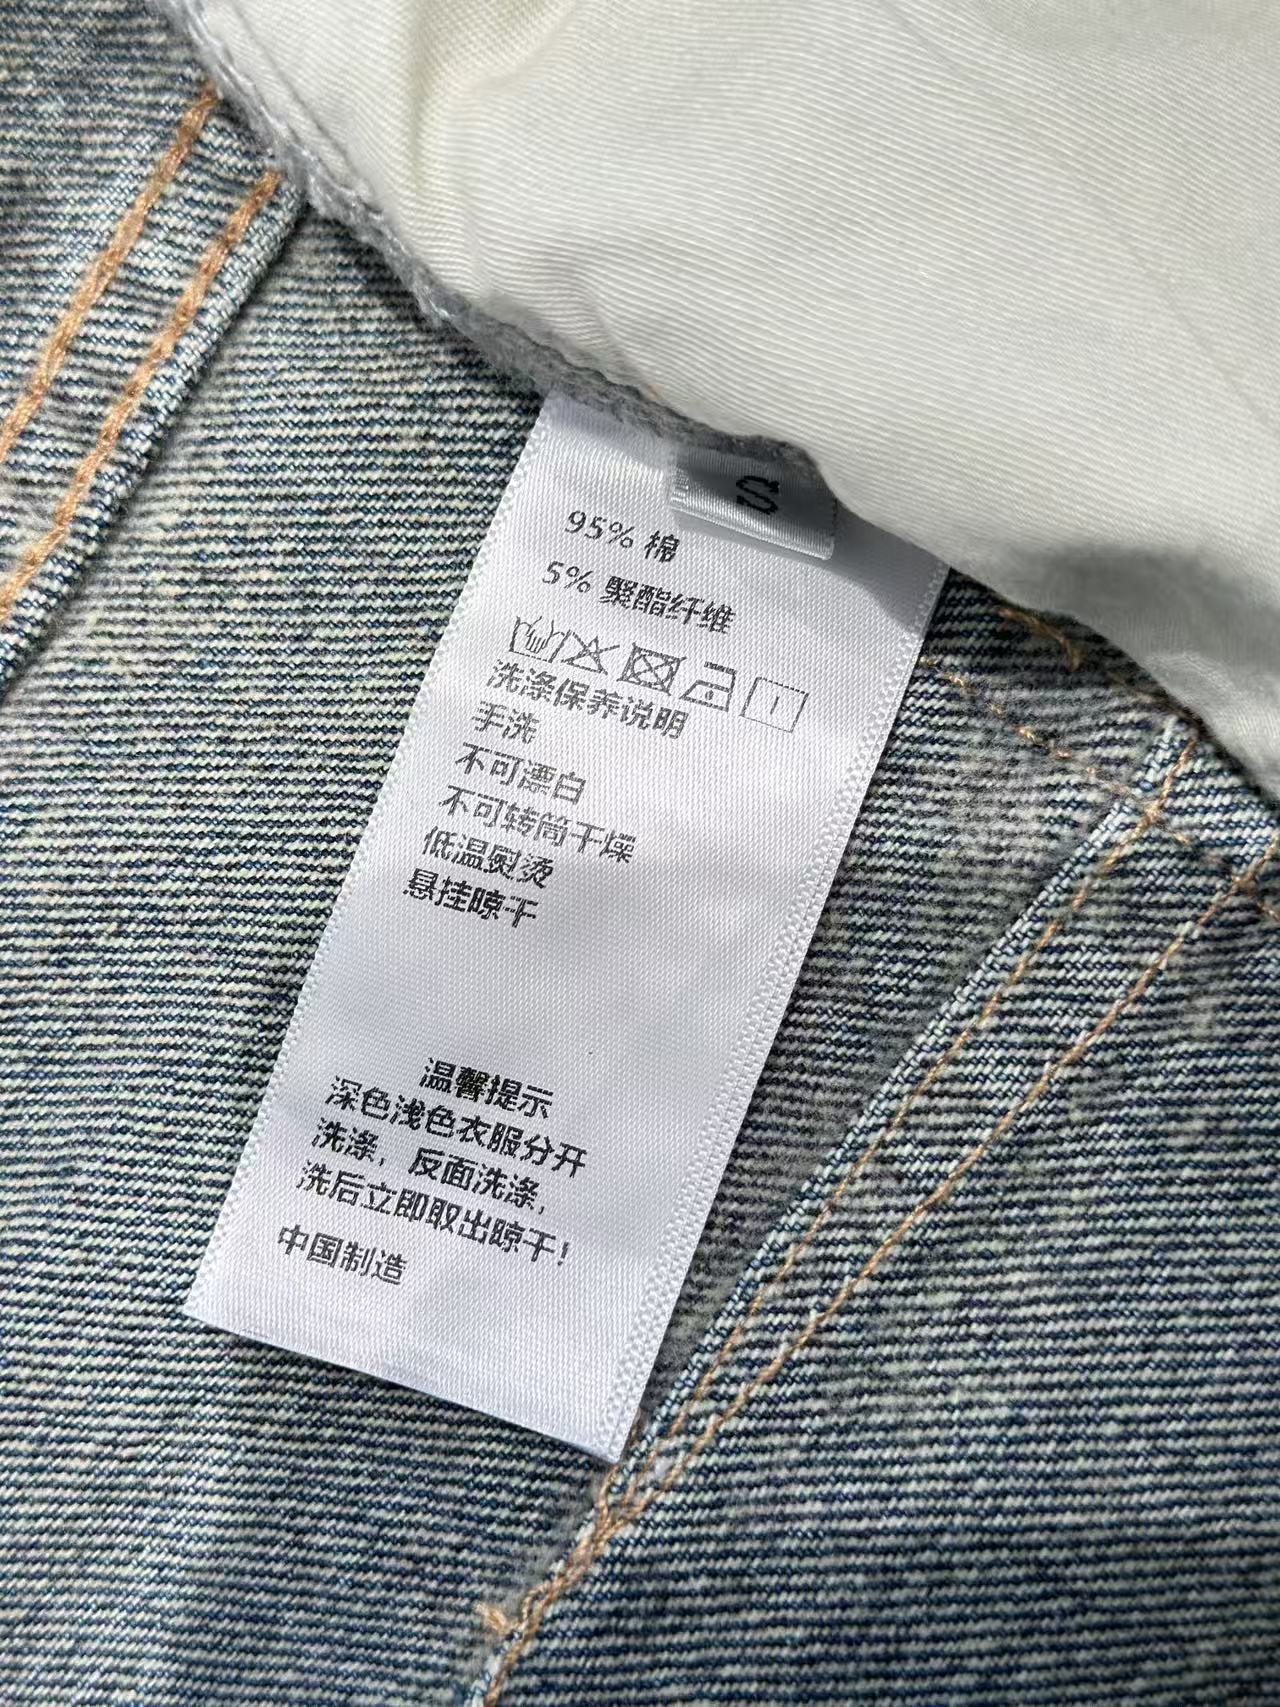 S
95% 棉
5% 聚酯纤维
洗涤保养说明
手洗
不可漂白
不可转筒干燥
低温熨烫
悬挂晾干
温馨提示
深色浅色衣服分开
洗涤，反面洗涤，
洗后立即取出晾干！
中国制造